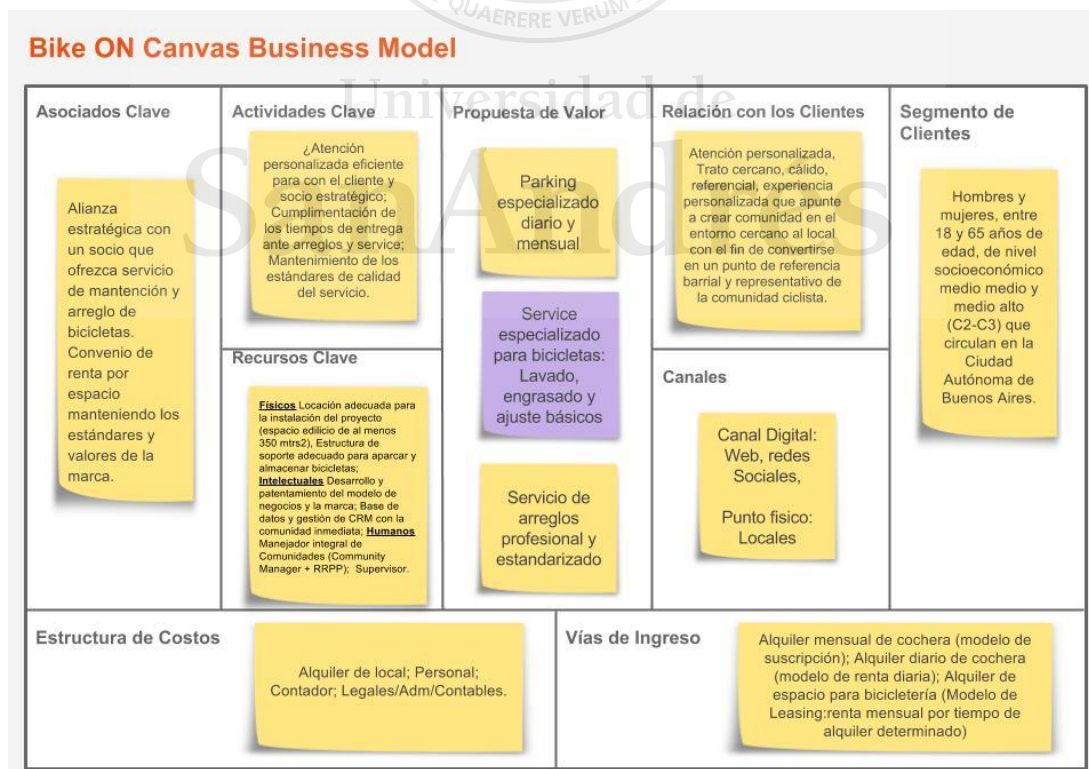 QUAERERE VERUM
Bike ON Canvas Business Model
Universidad de
SanAndrés
Asociados Clave
Alianza
estratégica con
un socio que
ofrezca servicio
de mantención y
arreglo de
bicicletas.
Convenio de
renta por
espacio
manteniendo los
estándares y
valores de la
marca.
Actividades Clave
¿Atención
personalizada eficiente
para con el cliente y
socio estratégico;
Cumplimentación de
los tiempos de entrega
ante arreglos y service;
Mantenimiento de los
estándares de calidad
del servicio.
Recursos Clave
Físicos Locación adecuada para
la instalación del proyecto
(espacio edilicio de al menos
350 mtrs2), Estructura de
soporte adecuado para aparcar y
almacenar bicicletas;
Intelectuales Desarrollo y
patentamiento del modelo de
negocios y la marca; Base de
datos y gestión de CRM con la
comunidad inmediata; Humanos
Manejador integral de
Comunidades (Community
Manager + RRPP); Supervisor.
Propuesta de Valor
Parking
especializado
diario y
mensual
Service
especializado
para bicicletas:
Lavado,
engrasado y
ajuste básicos
Servicio de
arreglos
profesional y
estandarizado
Relación con los Clientes
Atención personalizada,
Trato cercano, cálido,
referencial, experiencia
personalizada que apunte
a crear comunidad en el
entorno cercano al local
con el fin de convertirse
en un punto de referencia
barrial y representativo de
la comunidad ciclista.
Canales
Canal Digital:
Web, redes
Sociales,
Punto físico:
Locales
Segmento de
Clientes
Hombres y
mujeres, entre
18 y 65 años de
edad, de nivel
socioeconómico
medio medio y
medio alto
(C2-C3) que
circulan en la
Ciudad
Autónoma de
Buenos Aires.
Estructura de Costos
Alquiler de local; Personal;
Contador; Legales/Adm/Contables.
Vías de Ingreso
Alquiler mensual de cochera (modelo de
suscripción); Alquiler diario de cochera
(modelo de renta diaria); Alquiler de
espacio para bicicletería (Modelo de
Leasing:renta mensual por tiempo de
alquiler determinado)